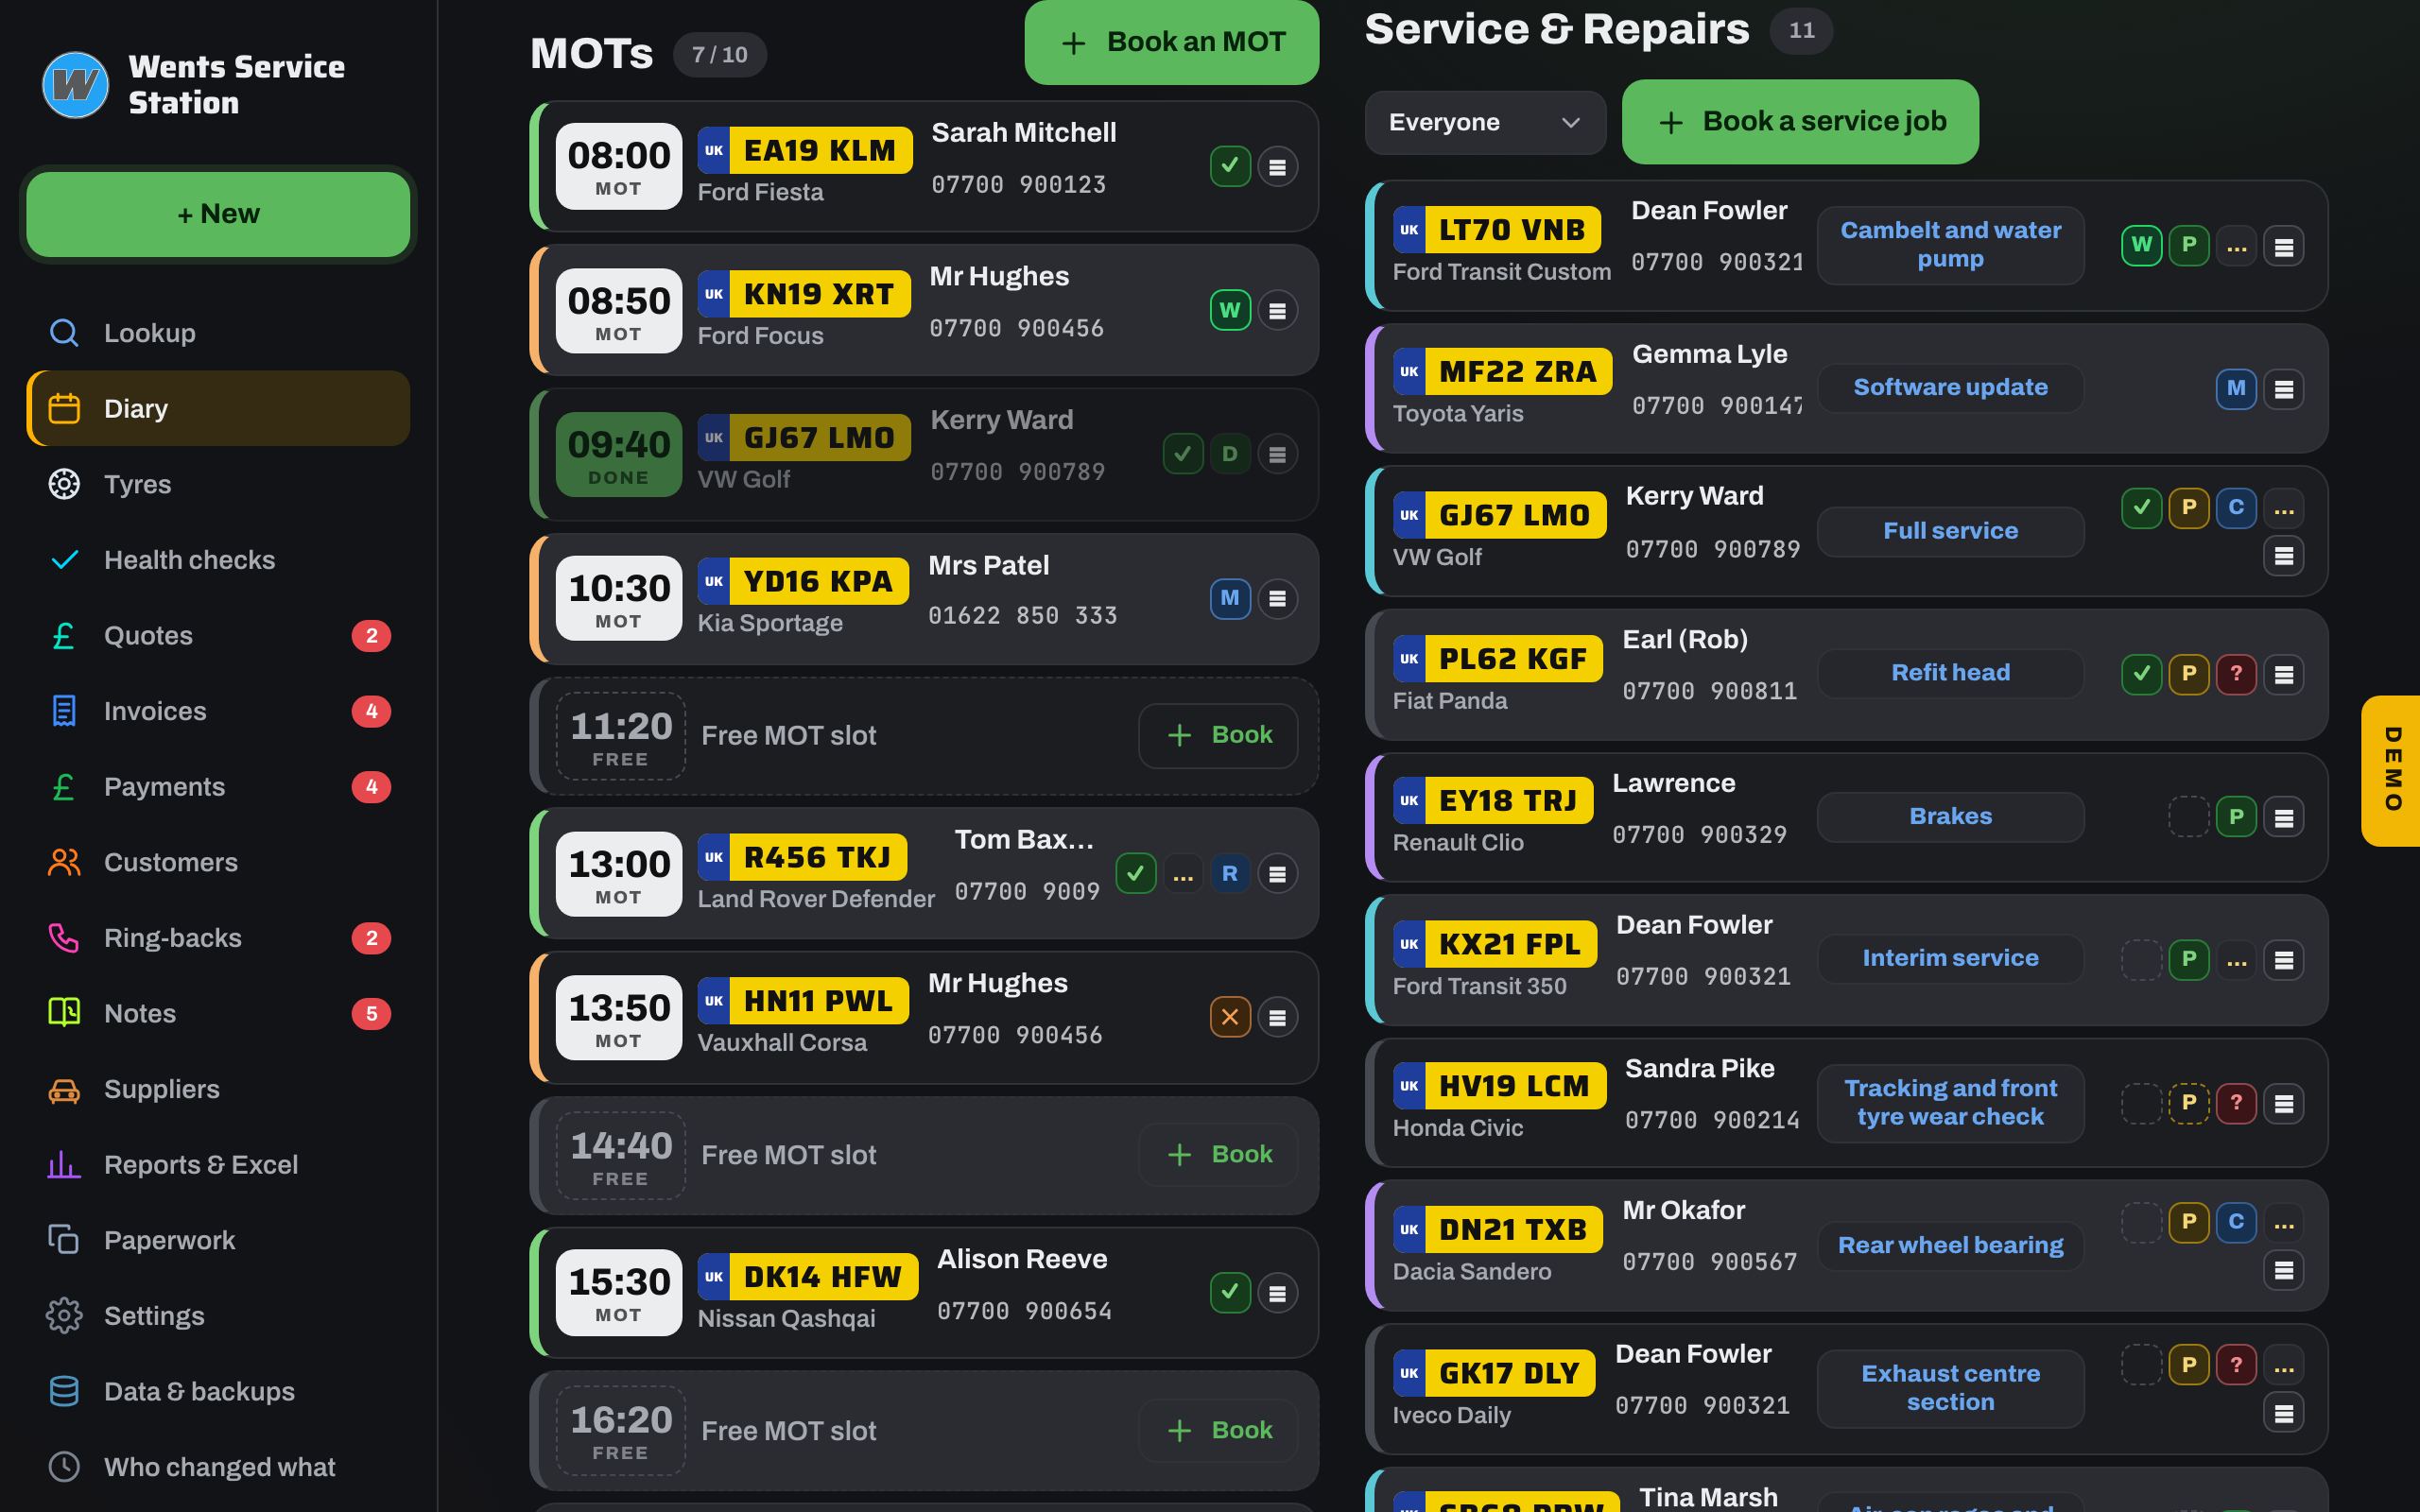 Wents Service
Station
+ New
Lookup
Diary
Tyres
Health checks
Quotes 2
Invoices 4
Payments 4
Customers
Ring-backs 2
Notes 5
Suppliers
Reports & Excel
Paperwork
Settings
Data & backups
Who changed what
MOTs 7 / 10
+ Book an MOT
08:00 MOT
UK EA19 KLM
Ford Fiesta
Sarah Mitchell
07700 900123
08:50 MOT
UK KN19 XRT
Ford Focus
Mr Hughes
07700 900456
W
09:40 DONE
UK GJ67 LMO
VW Golf
Kerry Ward
07700 900789
D
10:30 MOT
UK YD16 KPA
Kia Sportage
Mrs Patel
01622 850 333
M
11:20 FREE
Free MOT slot
+ Book
13:00 MOT
UK R456 TKJ
Land Rover Defender
Tom Bax...
07700 9009
... R
13:50 MOT
UK HN11 PWL
Vauxhall Corsa
Mr Hughes
07700 900456
14:40 FREE
Free MOT slot
+ Book
15:30 MOT
UK DK14 HFW
Nissan Qashqai
Alison Reeve
07700 900654
16:20 FREE
Free MOT slot
+ Book
Service & Repairs 11
Everyone
+ Book a service job
UK LT70 VNB
Ford Transit Custom
Dean Fowler
07700 900321
Cambelt and water
pump
W P ...
UK MF22 ZRA
Toyota Yaris
Gemma Lyle
07700 900147
Software update
M
UK GJ67 LMO
VW Golf
Kerry Ward
07700 900789
Full service
P C ...
UK PL62 KGF
Fiat Panda
Earl (Rob)
07700 900811
Refit head
P ?
UK EY18 TRJ
Renault Clio
Lawrence
07700 900329
Brakes
P
UK KX21 FPL
Ford Transit 350
Dean Fowler
07700 900321
Interim service
P ...
UK HV19 LCM
Honda Civic
Sandra Pike
07700 900214
Tracking and front
tyre wear check
P ?
UK DN21 TXB
Dacia Sandero
Mr Okafor
07700 900567
Rear wheel bearing
P C ...
UK GK17 DLY
Iveco Daily
Dean Fowler
07700 900321
Exhaust centre
section
P ? ...
Tina Marsh
DEMO